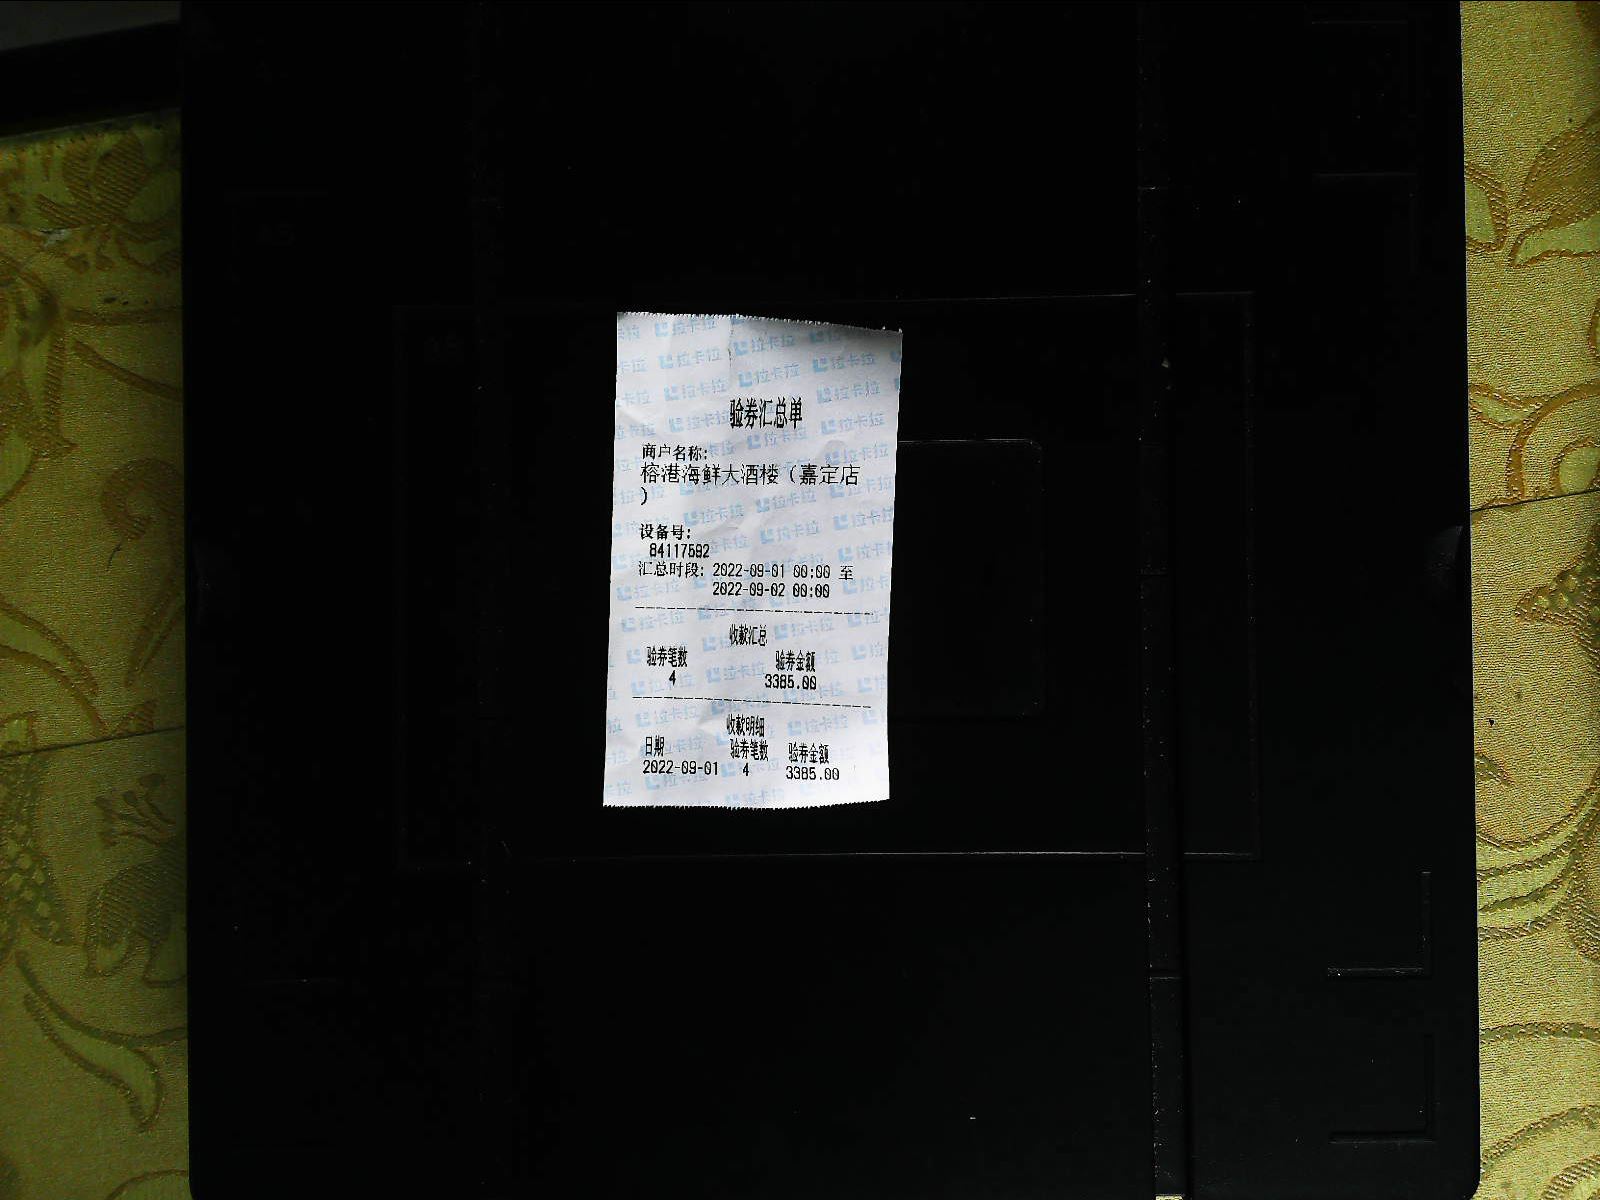 验券汇总单
商户名称:
榕港海鲜大酒楼（嘉定店
）
设备号:
84117592
汇总时段: 2022-09-01 00:00 至
2022-09-02 00:00
收款汇总
验券笔数 验券金额
4 3385.00
收款明细
日期 验券笔数 验券金额
2022-09-01 4 3385.00
拉卡拉